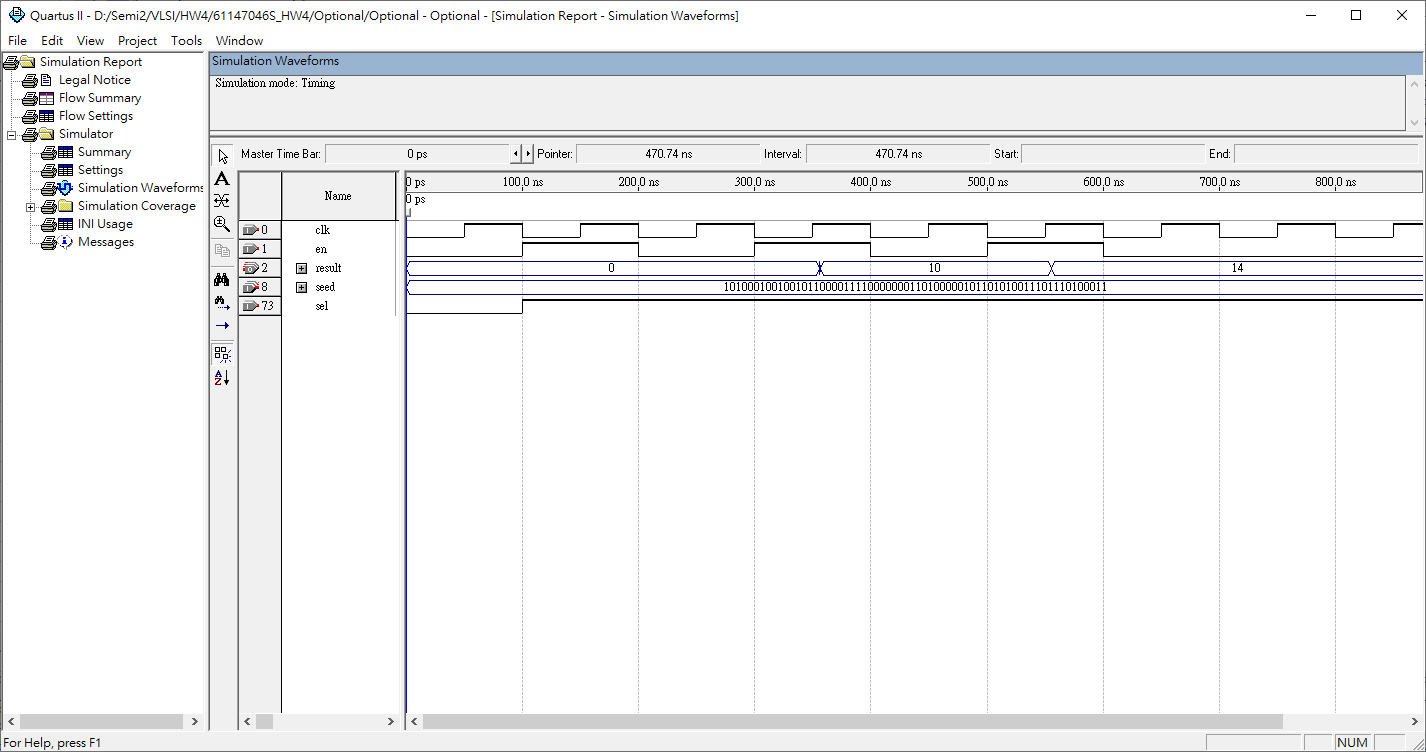 Quartus II - D:/Semi2/VLSI/HW4/61147046S_HW4/Optional/Optional - Optional - [Simulation Report - Simulation Waveforms]
File Edit View Project Tools Window
Simulation Report
Legal Notice
Flow Summary
Flow Settings
Simulator
Summary
Settings
Simulation Waveforms
Simulation Coverage
INI Usage
Messages
Simulation Waveforms
Simulation mode: Timing
Master Time Bar: 0 ps Pointer: 470.74 ns Interval: 470.74 ns Start: End:
Name
0 ps 100.0 ns 200.0 ns 300.0 ns 400.0 ns 500.0 ns 600.0 ns 700.0 ns 800.0 ns
0 ps
0 clk
1 en
2 result 0 10 14
8 seed
73 sel
For Help, press F1
NUM